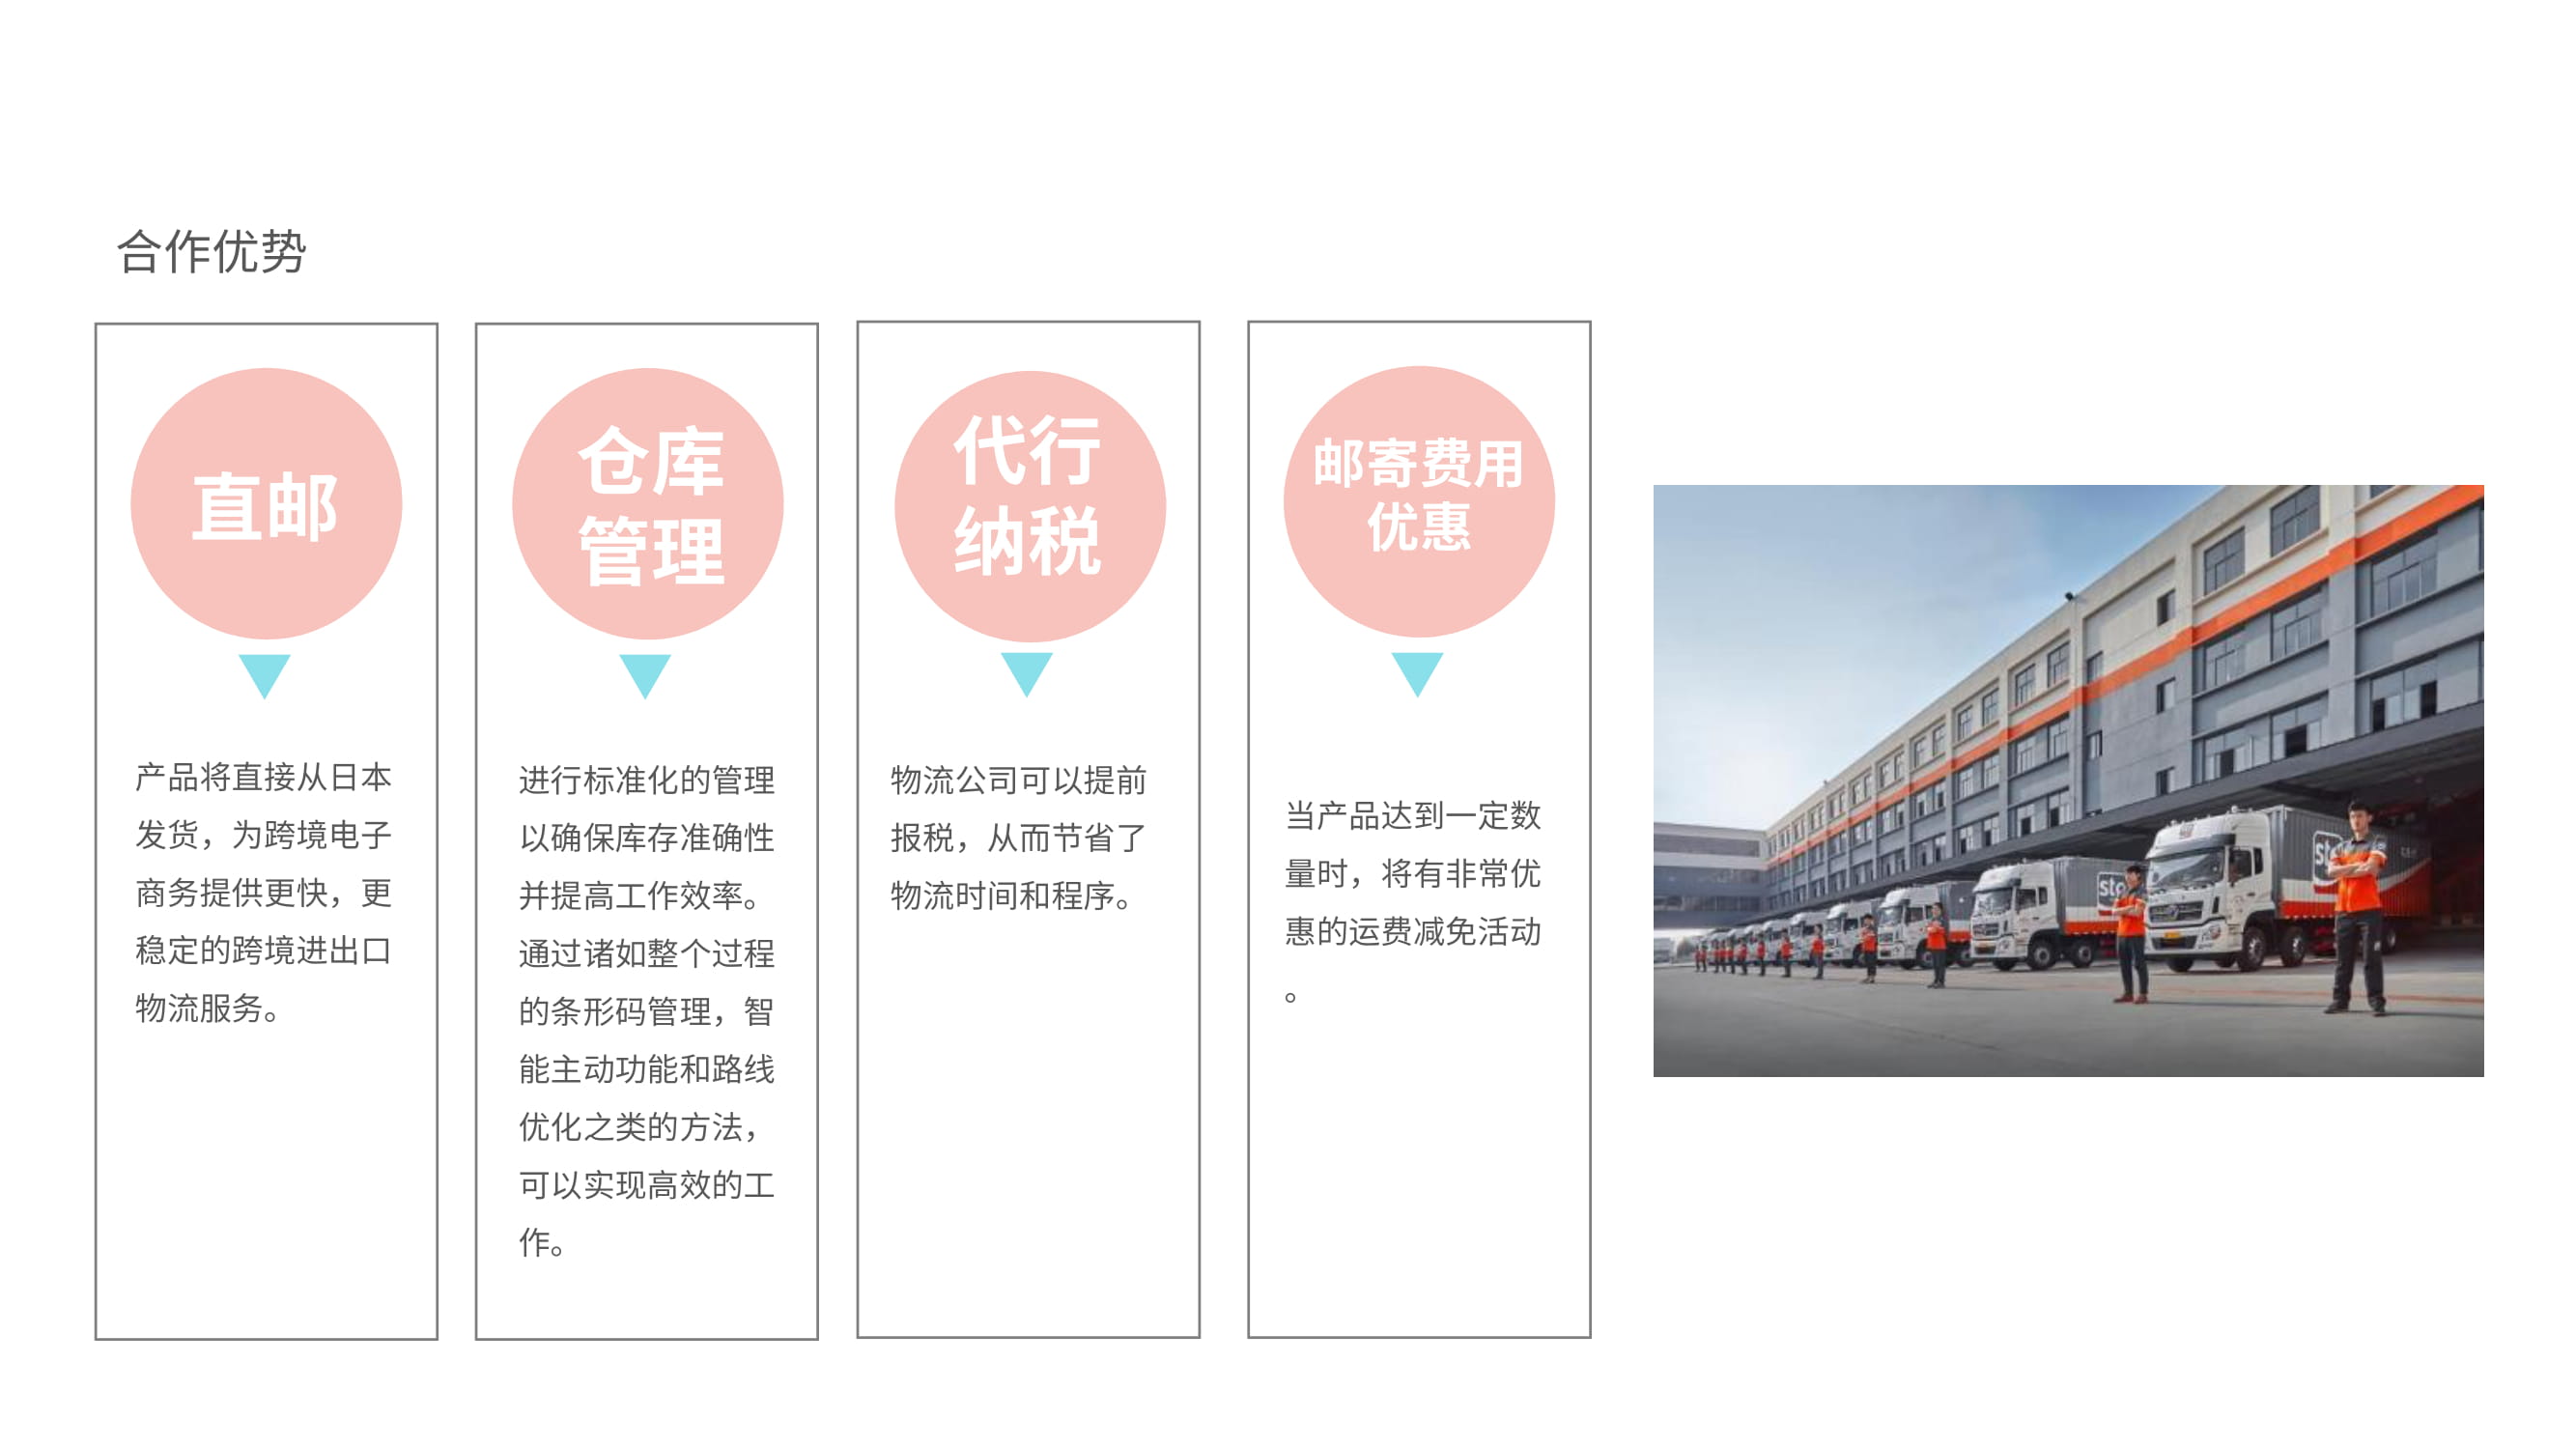 合作优势
直邮
产品将直接从日本
发货，为跨境电子
商务提供更快，更
稳定的跨境进出口
物流服务。
仓库
管理
进行标准化的管理
以确保库存准确性
并提高工作效率。
通过诸如整个过程
的条形码管理，智
能主动功能和路线
优化之类的方法，
可以实现高效的工
作。
代行
纳税
物流公司可以提前
报税，从而节省了
物流时间和程序。
邮寄费用
优惠
当产品达到一定数
量时，将有非常优
惠的运费减免活动
。